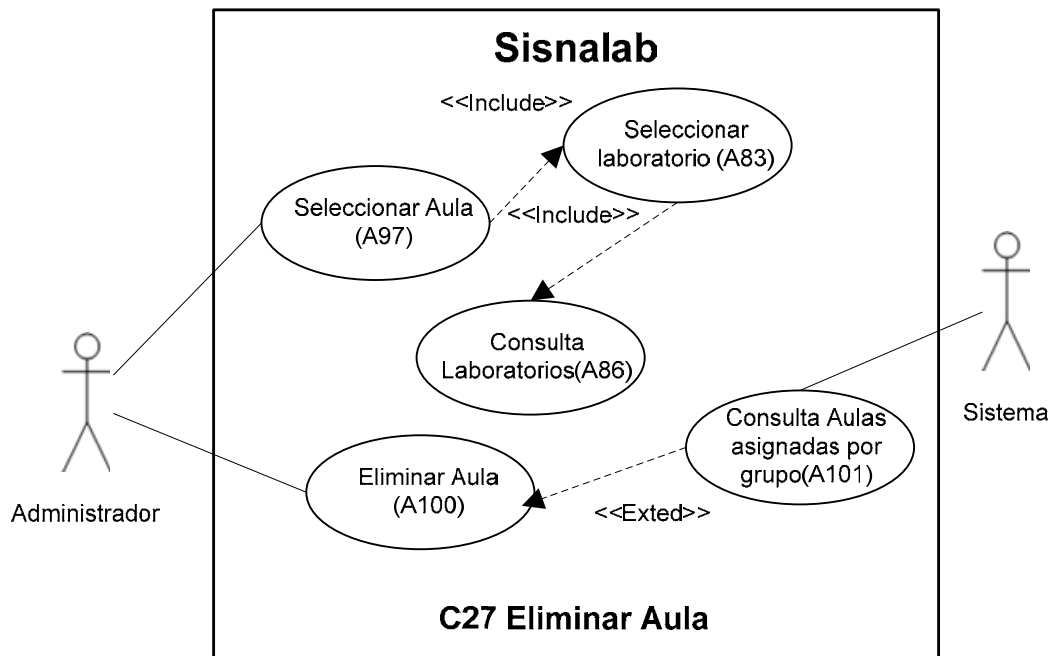 Sisnalab
<<Include>>
Seleccionar
laboratorio (A83)
Seleccionar Aula
(A97)
<<Include>>
Consulta
Laboratorios(A86)
Consulta Aulas
asignadas por
grupo(A101)
Sistema
Eliminar Aula
(A100)
<<Exted>>
Administrador
C27 Eliminar Aula